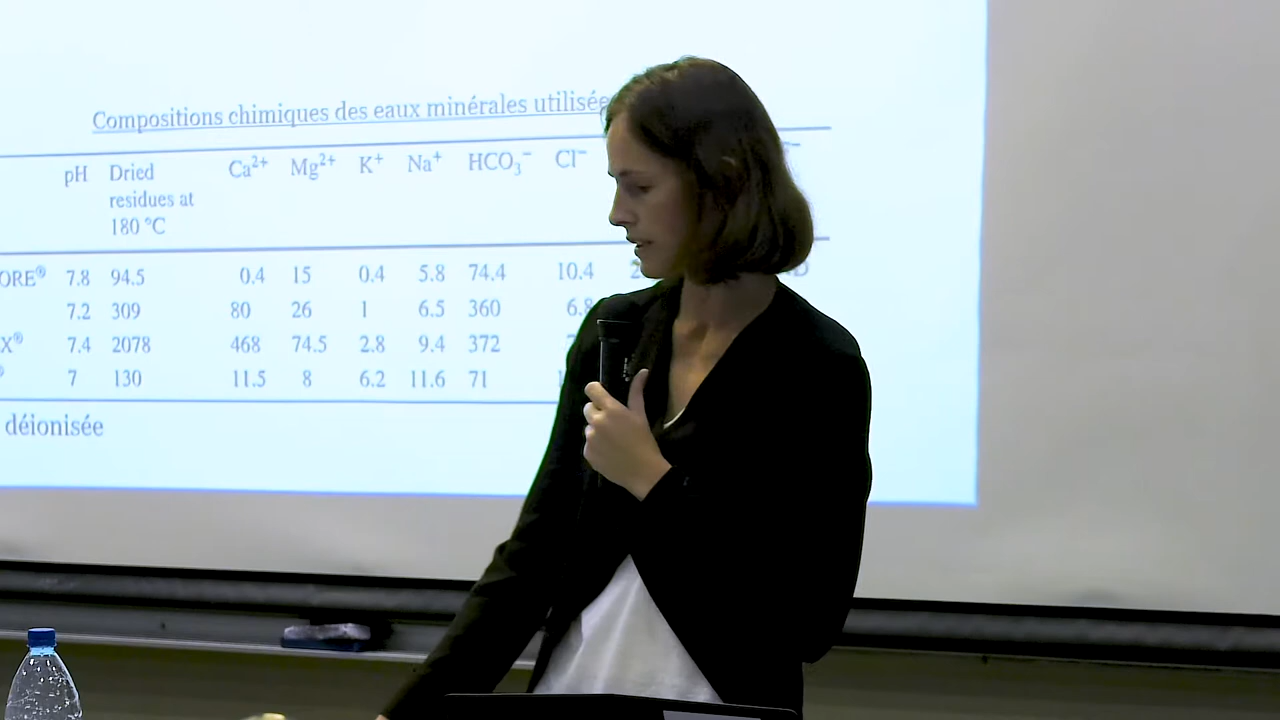 Compositions chimiques des eaux minérales utilisée
pH Dried residues at 180 °C Ca²⁺ Mg²⁺ K⁺ Na⁺ HCO₃⁻ Cl⁻
ORE® 7.8 94.5 0.4 15 0.4 5.8 74.4 10.4
7.2 309 80 26 1 6.5 360 6.8
X® 7.4 2078 468 74.5 2.8 9.4 372
® 7 130 11.5 8 6.2 11.6 71
déionisée